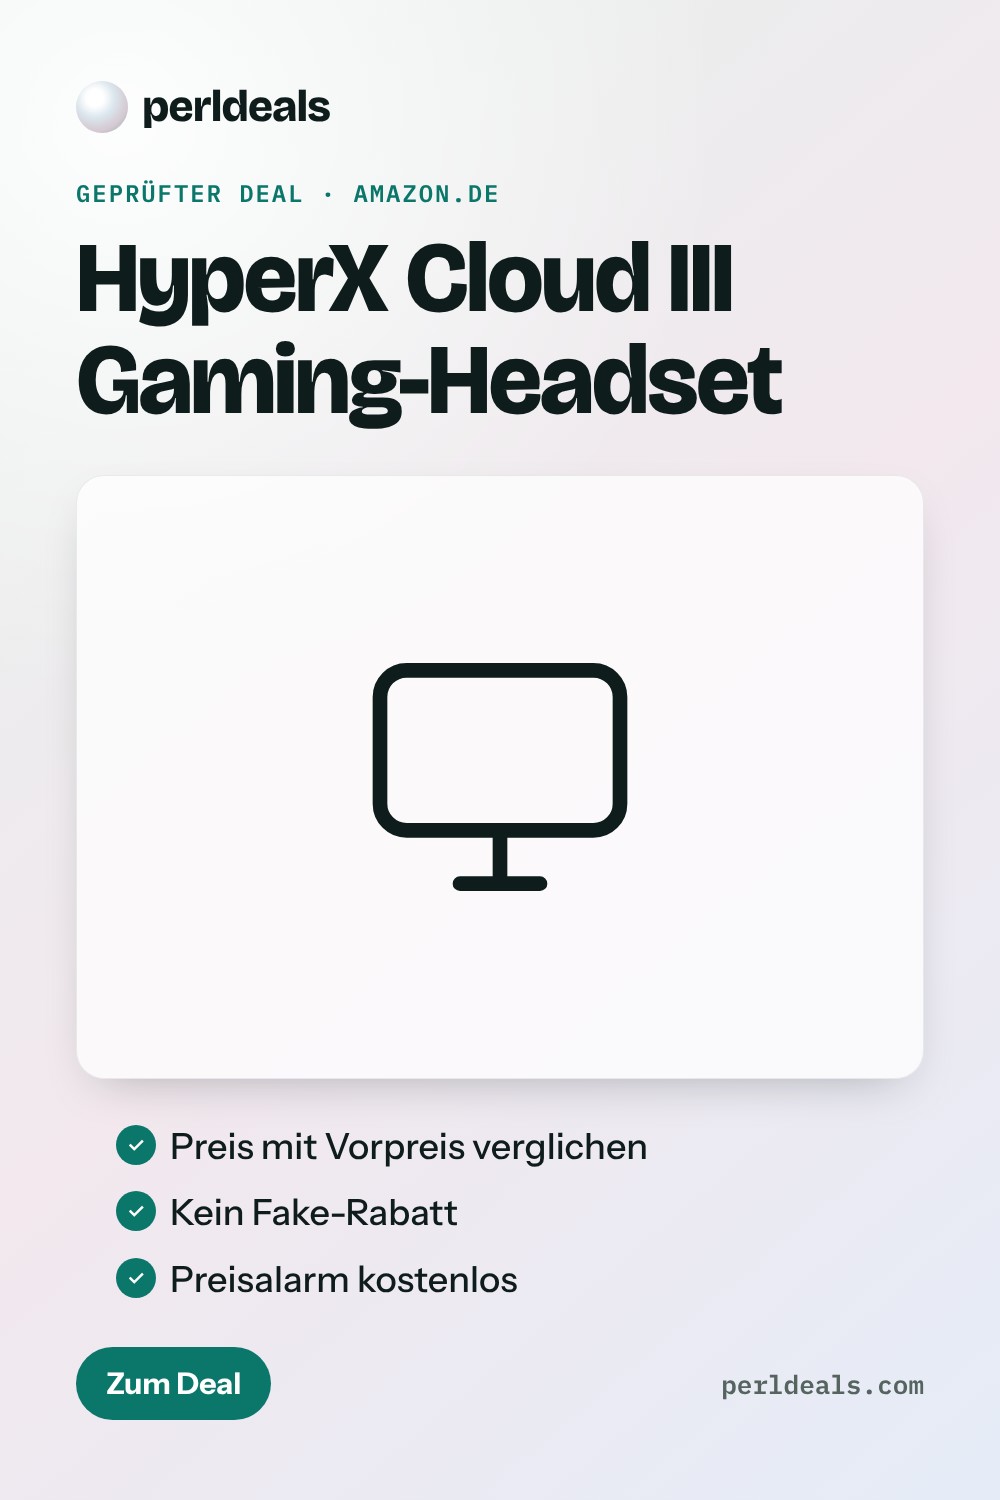 perldeals
GEPRÜFTER DEAL · AMAZON.DE
HyperX Cloud III
Gaming-Headset
Preis mit Vorpreis verglichen
Kein Fake-Rabatt
Preisalarm kostenlos
Zum Deal
perldeals.com